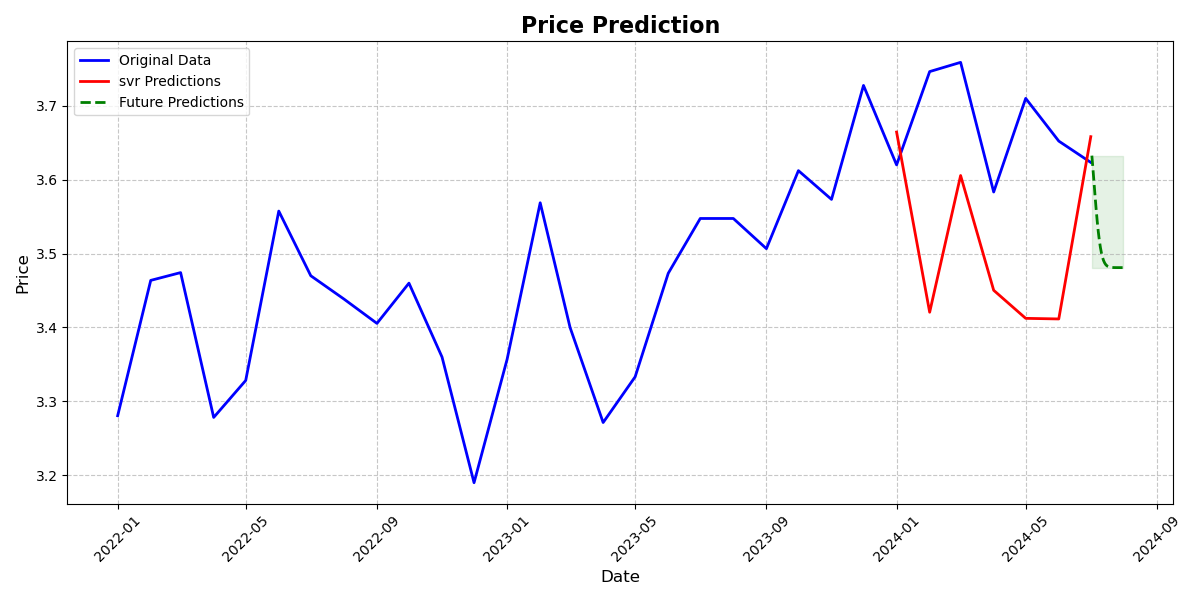 Price Prediction
Original Data
svr Predictions
Future Predictions
Price
3.7
3.6
3.5
3.4
3.3
3.2
2022-01
2022-05
2022-09
2023-01
2023-05
2023-09
2024-01
2024-05
2024-09
Date